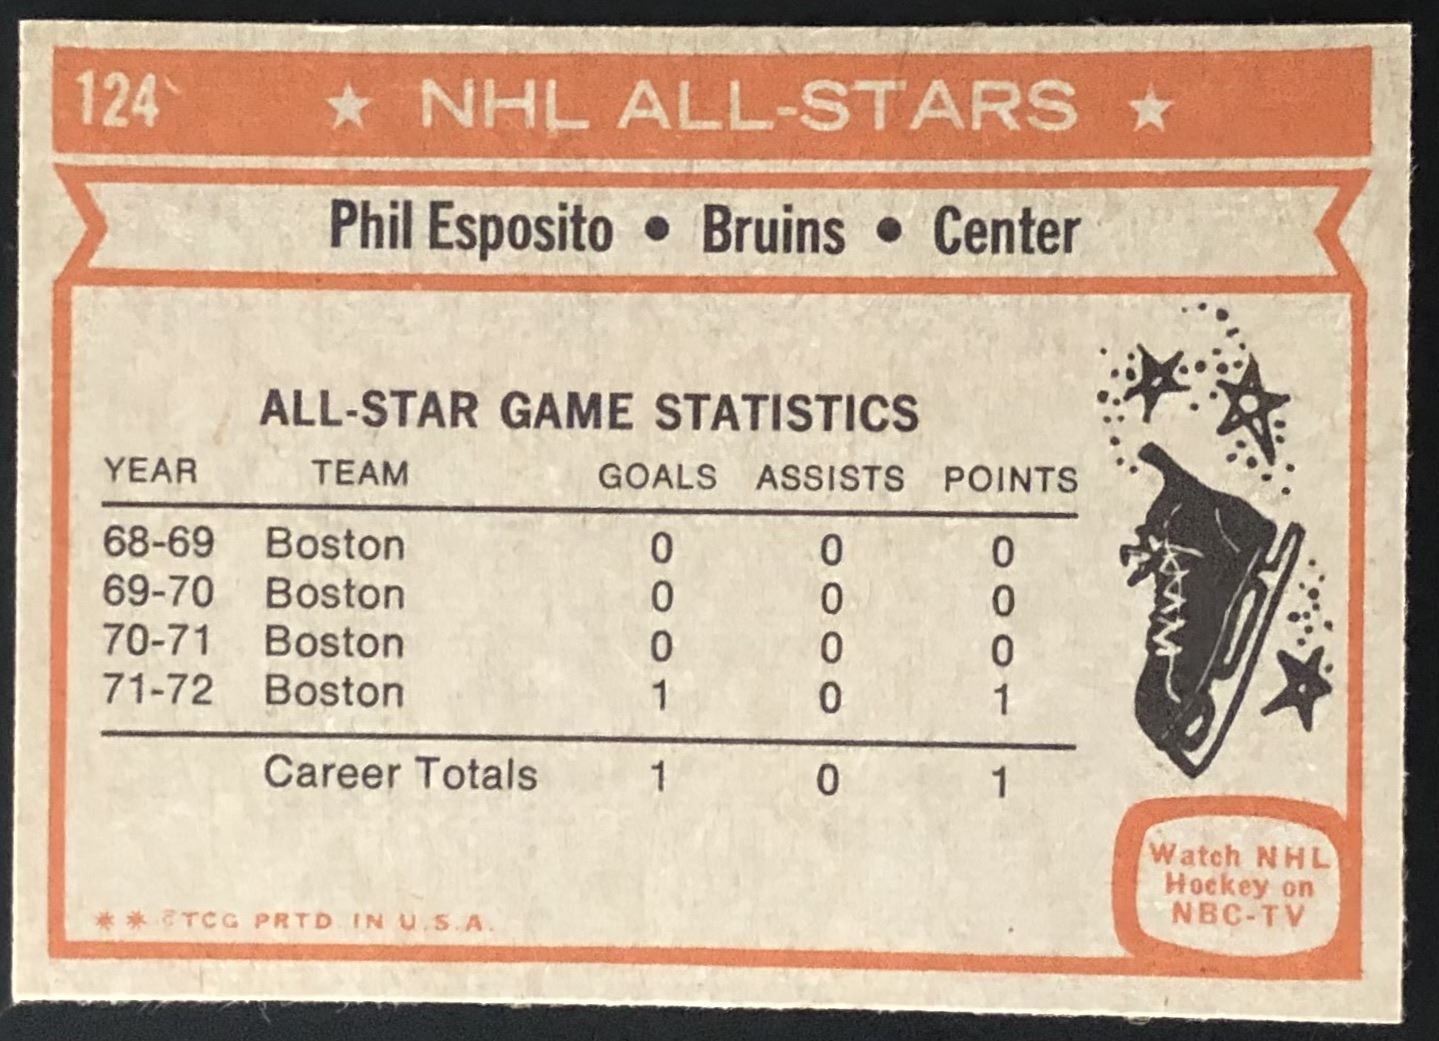 124 ★ NHL ALL-STARS ★
Phil Esposito • Bruins • Center
ALL-STAR GAME STATISTICS
YEAR TEAM GOALS ASSISTS POINTS
68-69 Boston 0 0 0
69-70 Boston 0 0 0
70-71 Boston 0 0 0
71-72 Boston 1 0 1
Career Totals 1 0 1
Watch NHL
Hockey on
NBC-TV
** ©TCG PRTD IN U.S.A.